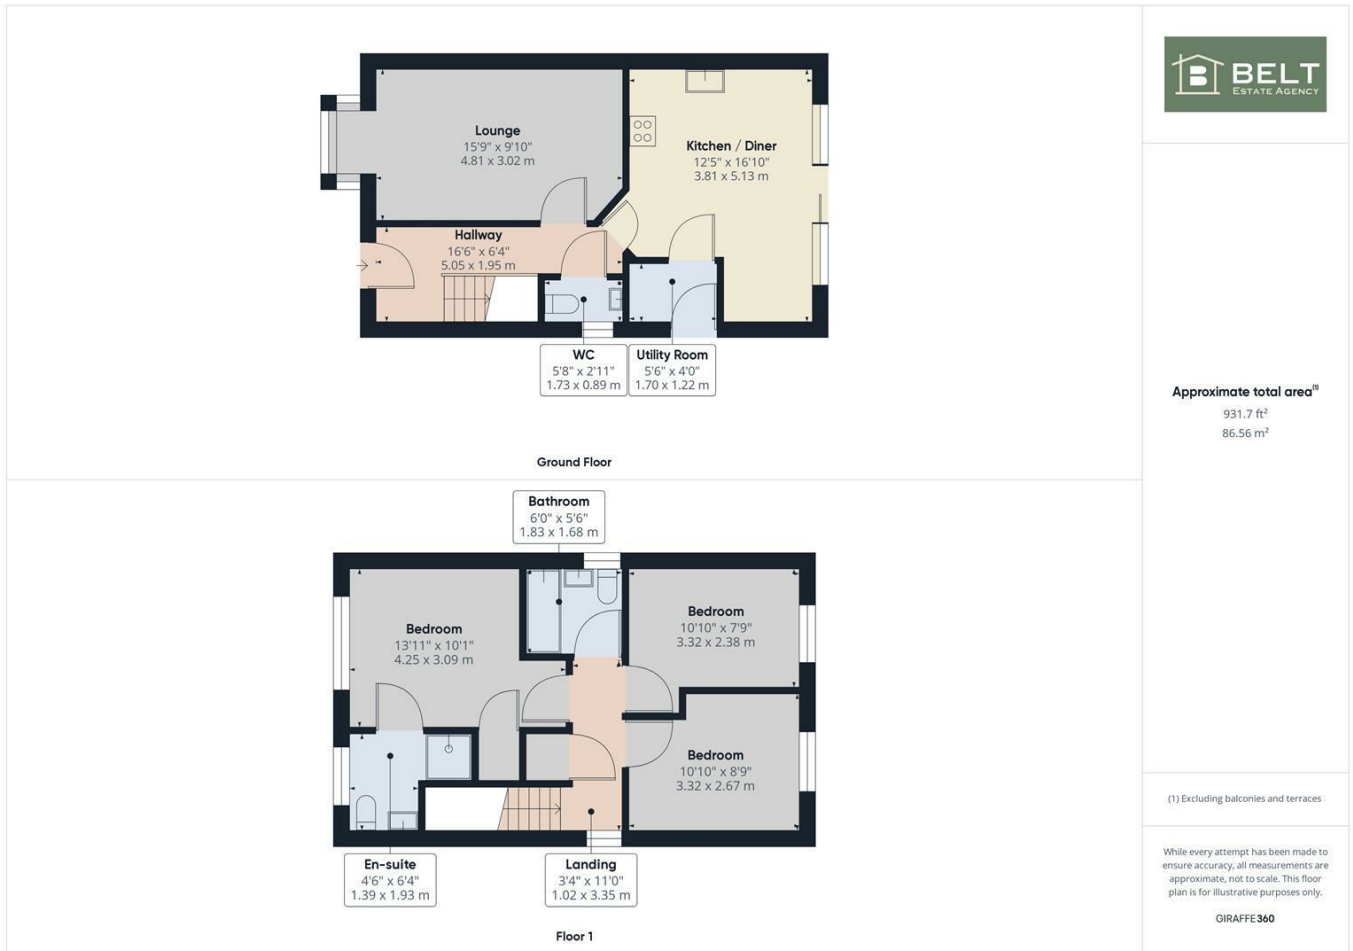 BELT
ESTATE AGENCY
Lounge
15'9" x 9'10"
4.81 x 3.02 m
Kitchen / Diner
12'5" x 16'10"
3.81 x 5.13 m
Hallway
16'6" x 6'4"
5.05 x 1.95 m
WC
5'8" x 2'11"
1.73 x 0.89 m
Utility Room
5'6" x 4'0"
1.70 x 1.22 m
Ground Floor
Approximate total area⁽¹⁾
931.7 ft²
86.56 m²
Bathroom
6'0" x 5'6"
1.83 x 1.68 m
Bedroom
13'11" x 10'1"
4.25 x 3.09 m
Bedroom
10'10" x 7'9"
3.32 x 2.38 m
Bedroom
10'10" x 8'9"
3.32 x 2.67 m
En-suite
4'6" x 6'4"
1.39 x 1.93 m
Landing
3'4" x 11'0"
1.02 x 3.35 m
Floor 1
(1) Excluding balconies and terraces
While every attempt has been made to
ensure accuracy, all measurements are
approximate, not to scale. This floor
plan is for illustrative purposes only.
GIRAFFE360